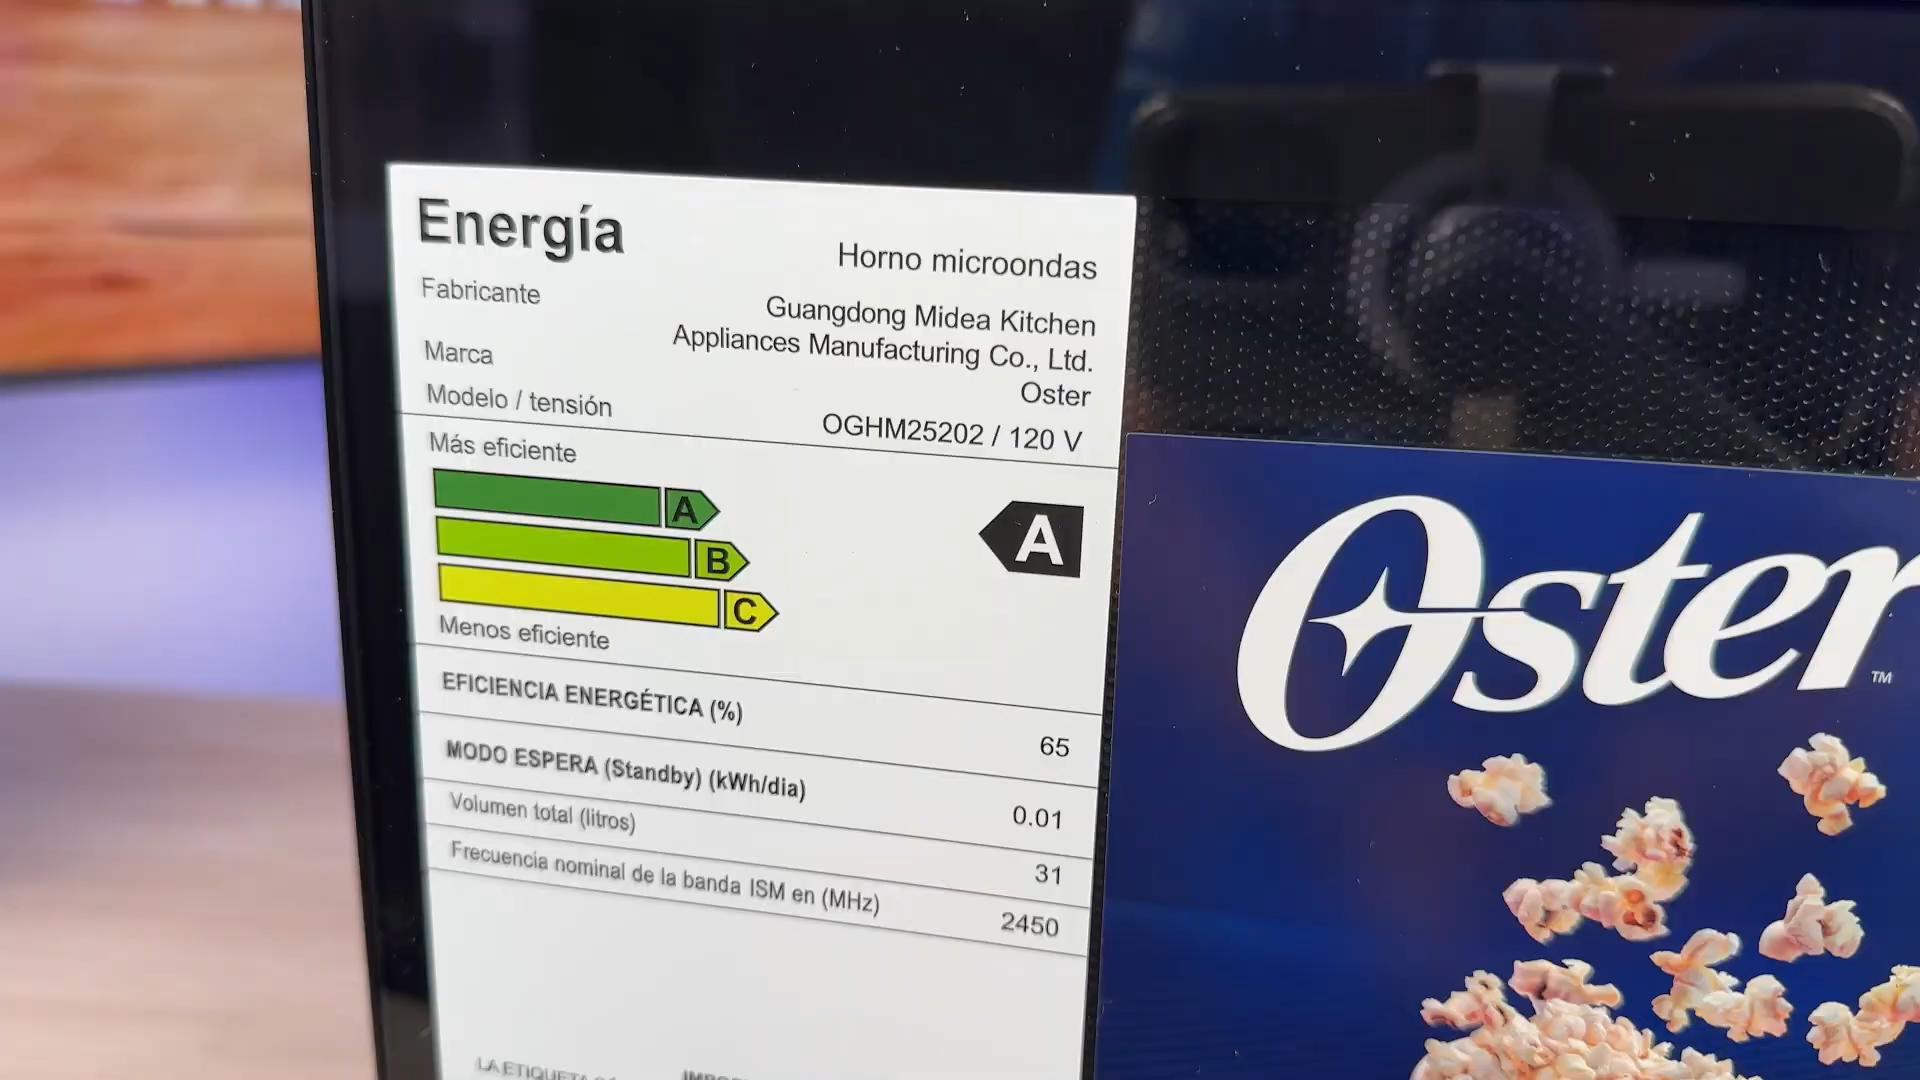 Energía
Horno microondas
Fabricante
Guangdong Midea Kitchen
Appliances Manufacturing Co., Ltd.
Marca
Oster
Modelo / tensión
OGHM25202 / 120 V
Más eficiente
A
A
B
C
Menos eficiente
EFICIENCIA ENERGÉTICA (%)
65
MODO ESPERA (Standby) (kWh/dia)
0.01
Volumen total (litros)
31
Frecuencia nominal de la banda ISM en (MHz)
2450
LA ETIQUETA
Oster
TM